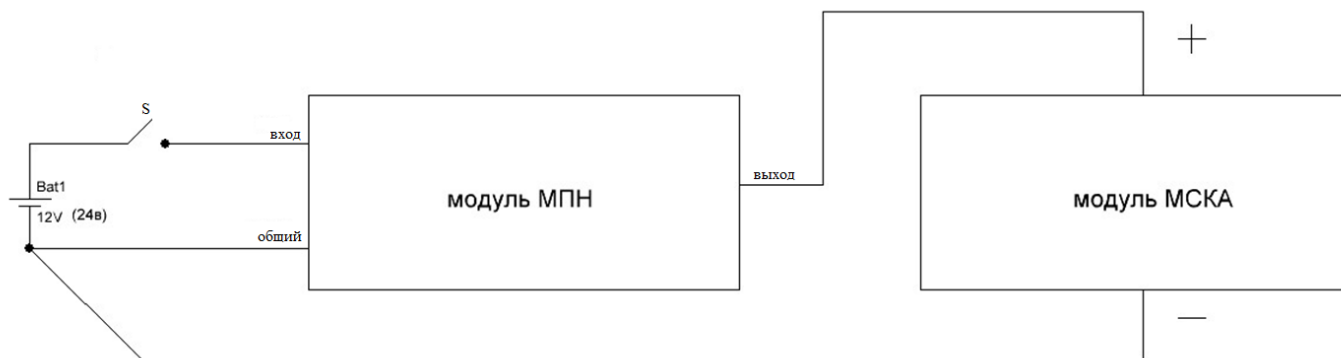 +
S
вход
Bat1
12V (24в)
модуль МПН
выход
модуль МСКА
общий
—